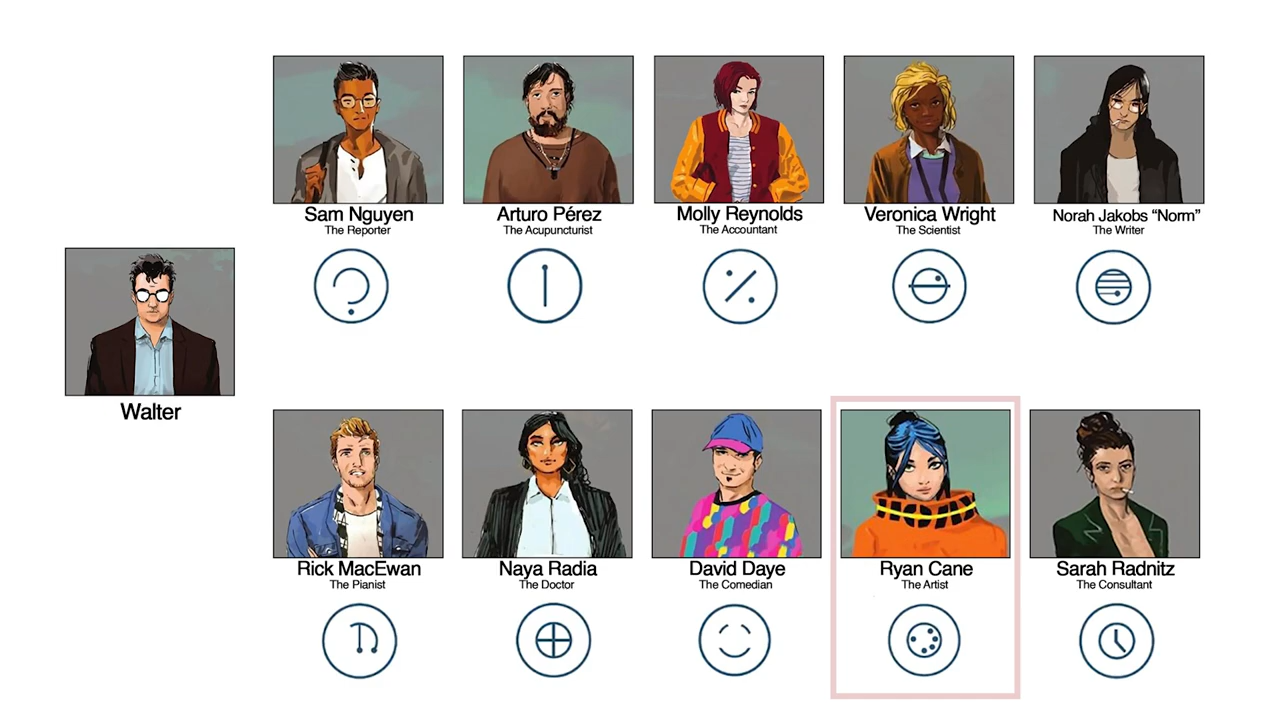 Sam Nguyen
The Reporter
Arturo Pérez
The Acupuncturist
Molly Reynolds
The Accountant
Veronica Wright
The Scientist
Norah Jakobs “Norm”
The Writer
Walter
Rick MacEwan
The Pianist
Naya Radia
The Doctor
David Daye
The Comedian
Ryan Cane
The Artist
Sarah Radnitz
The Consultant